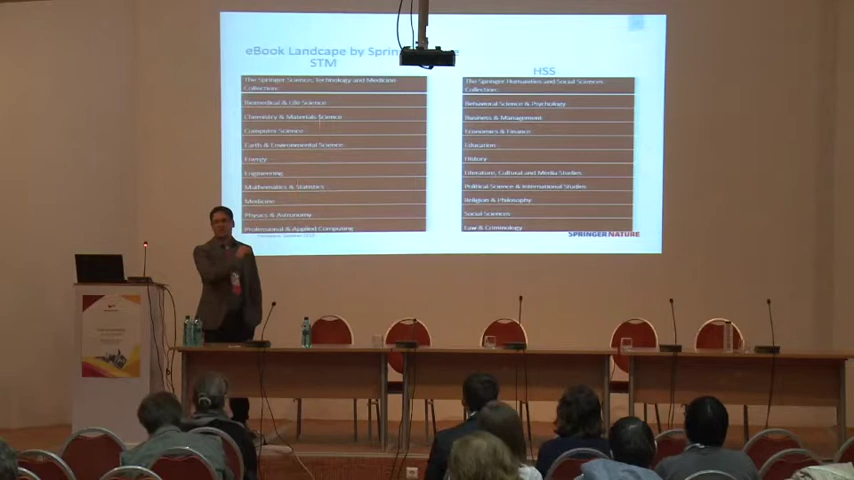 eBook Landscape by Spri
STM
The Springer Science, Technology and Medicine
Collection:
Biomedical & Life Science
Chemistry & Materials Science
Computer Science
Earth & Environmental Science
Energy
Engineering
Mathematics & Statistics
Medicine
Physics & Astronomy
Professional & Applied Computing
HSS
The Springer Humanities and Social Sciences
Collection:
Behavioral Science & Psychology
Business & Management
Economics & Finance
Education
History
Literature, Cultural and Media Studies
Political Science & International Studies
Religion & Philosophy
Social Sciences
Law & Criminology
SPRINGER NATURE